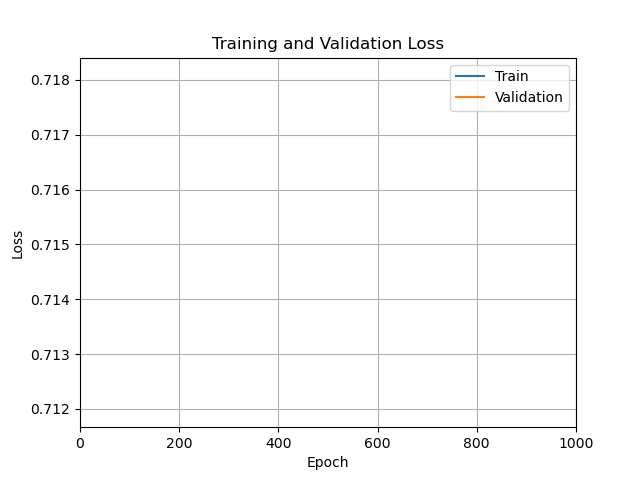 Training and Validation Loss
Train
Validation
0.718
0.717
0.716
0.715
0.714
0.713
0.712
Loss
0 200 400 600 800 1000
Epoch